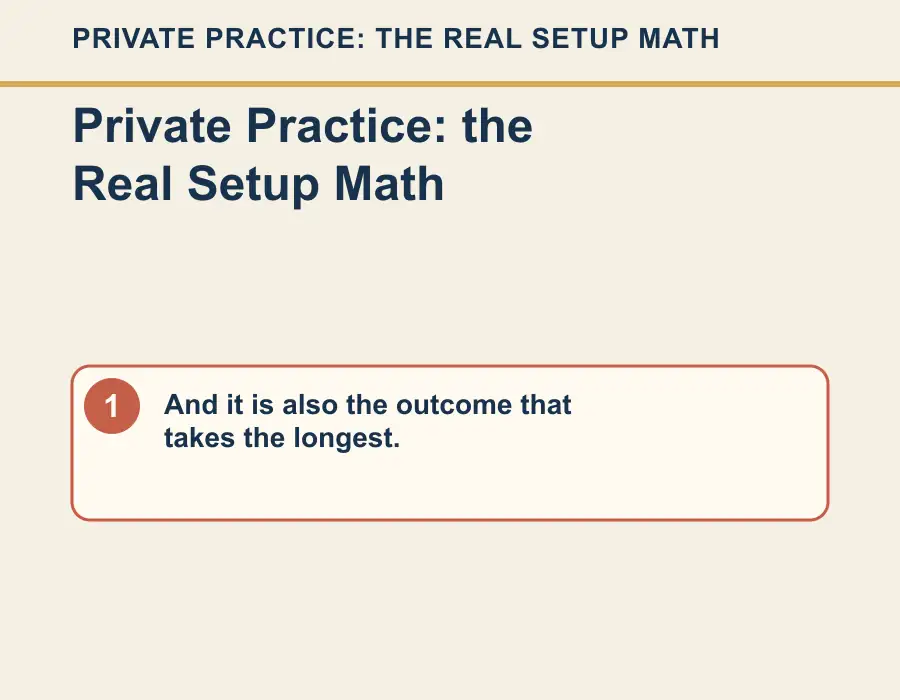 PRIVATE PRACTICE: THE REAL SETUP MATH
Private Practice: the
Real Setup Math
1
And it is also the outcome that
takes the longest.